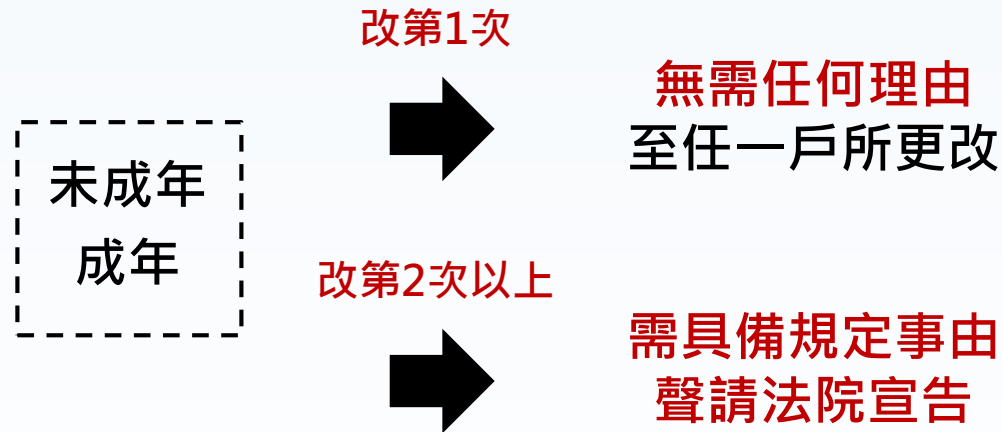 未成年
成年
改第1次
無需任何理由
至任一戶所更改
改第2次以上
需具備規定事由
聲請法院宣告